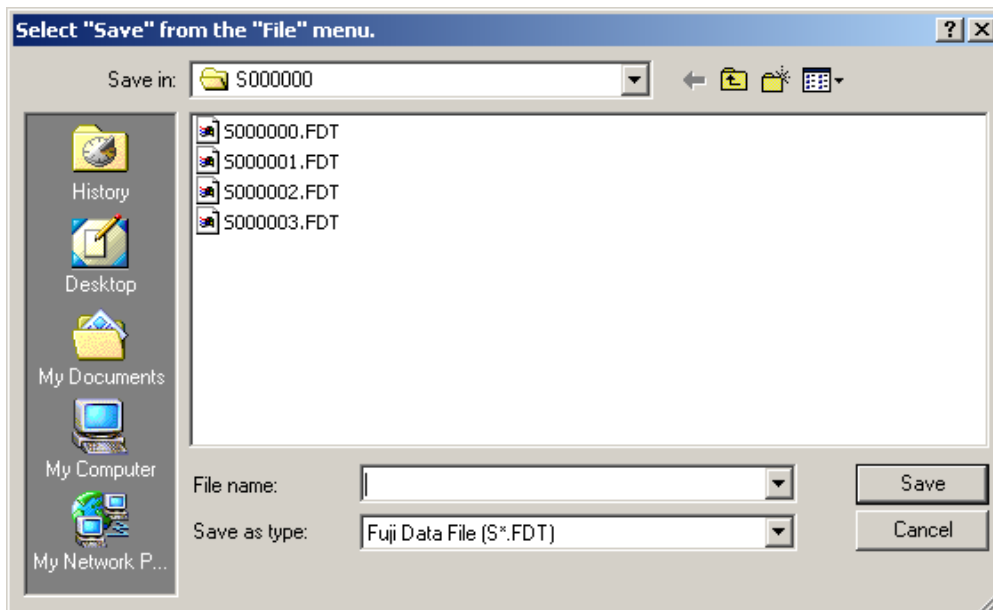 Select "Save" from the "File" menu.
Save in: S000000
History
Desktop
My Documents
My Computer
My Network P...
S000000.FDT
S000001.FDT
S000002.FDT
S000003.FDT
File name:
Save
Save as type: Fuji Data File (S*.FDT)
Cancel